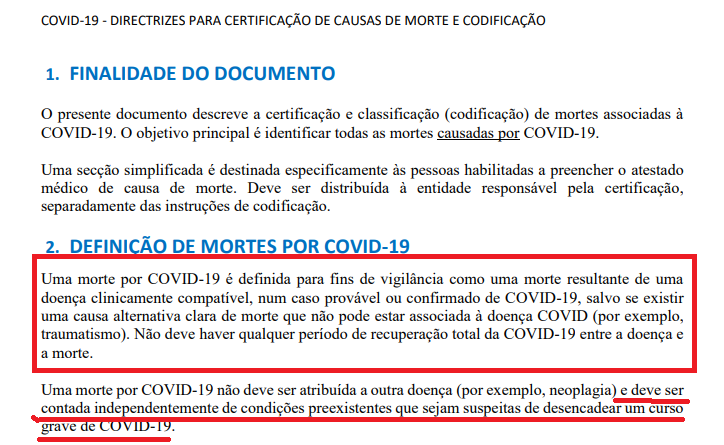 COVID-19 - DIRECTRIZES PARA CERTIFICAÇÃO DE CAUSAS DE MORTE E CODIFICAÇÃO
1. FINALIDADE DO DOCUMENTO
O presente documento descreve a certificação e classificação (codificação) de mortes associadas à
COVID-19. O objetivo principal é identificar todas as mortes causadas por COVID-19.
Uma secção simplificada é destinada especificamente às pessoas habilitadas a preencher o atestado
médico de causa de morte. Deve ser distribuída à entidade responsável pela certificação,
separadamente das instruções de codificação.
2. DEFINIÇÃO DE MORTES POR COVID-19
Uma morte por COVID-19 é definida para fins de vigilância como uma morte resultante de uma
doença clinicamente compatível, num caso provável ou confirmado de COVID-19, salvo se existir
uma causa alternativa clara de morte que não pode estar associada à doença COVID (por exemplo,
traumatismo). Não deve haver qualquer período de recuperação total da COVID-19 entre a doença e
a morte.
Uma morte por COVID-19 não deve ser atribuída a outra doença (por exemplo, neoplagia) e deve ser
contada independentemente de condições preexistentes que sejam suspeitas de desencadear um curso
grave de COVID-19.